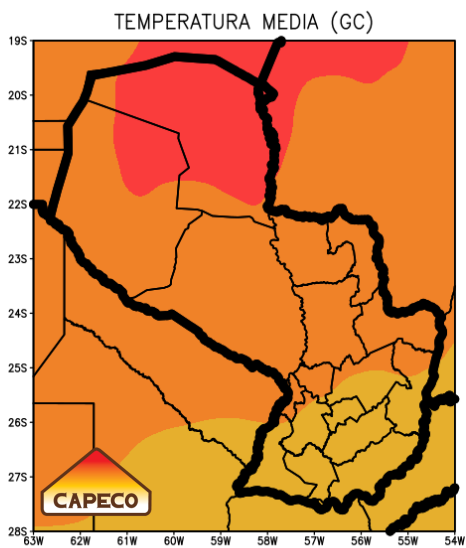 TEMPERATURA MEDIA (GC)
19S
20S
21S
22S
23S
24S
25S
26S
27S
28S
CAPECO
63W 62W 61W 60W 59W 58W 57W 56W 55W 54W